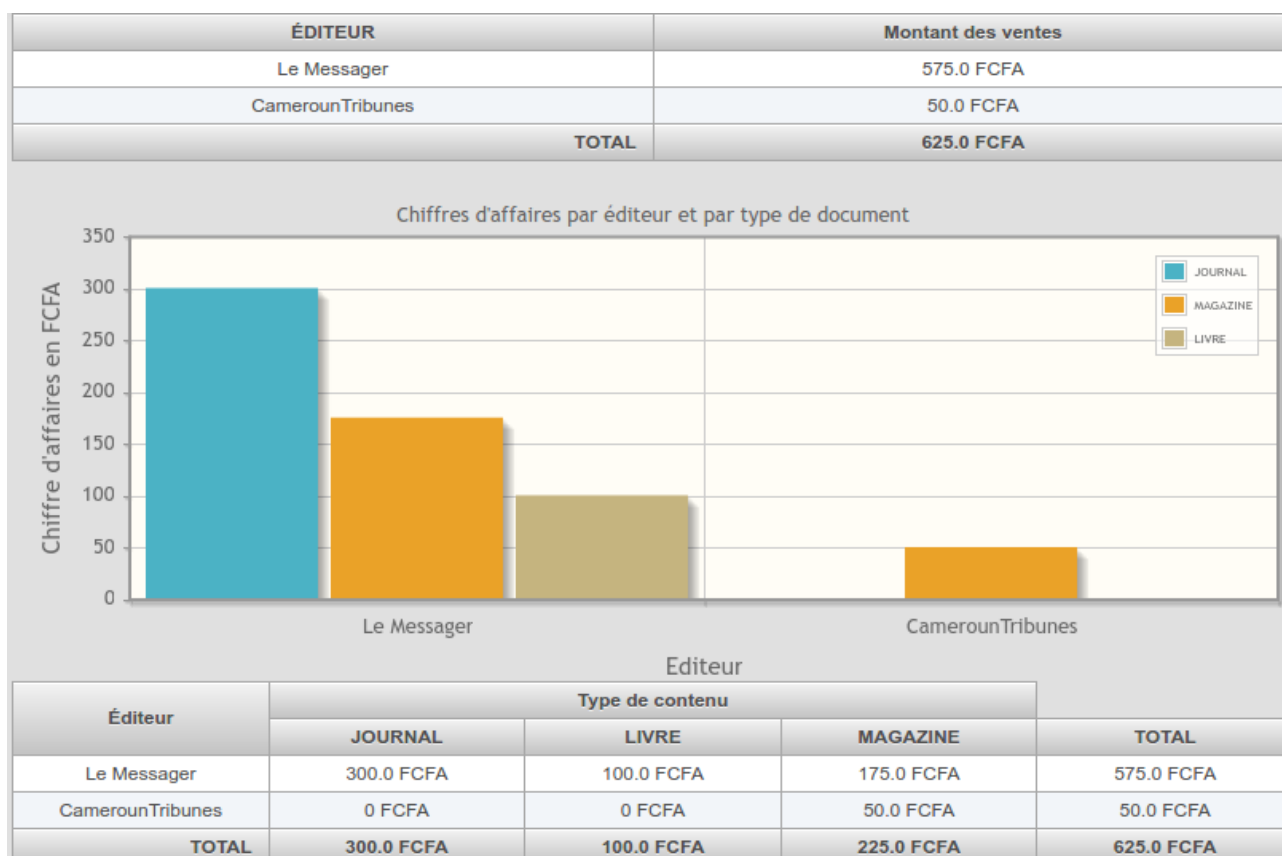 ÉDITEUR Montant des ventes
Le Messager 575.0 FCFA
CamerounTribunes 50.0 FCFA
TOTAL 625.0 FCFA
Chiffres d'affaires par éditeur et par type de document
Chiffre d'affaires en FCFA
350
300
250
200
150
100
50
0
JOURNAL
MAGAZINE
LIVRE
Le Messager CamerounTribunes
Editeur
Éditeur Type de contenu
JOURNAL LIVRE MAGAZINE TOTAL
Le Messager 300.0 FCFA 100.0 FCFA 175.0 FCFA 575.0 FCFA
CamerounTribunes 0 FCFA 0 FCFA 50.0 FCFA 50.0 FCFA
TOTAL 300.0 FCFA 100.0 FCFA 225.0 FCFA 625.0 FCFA